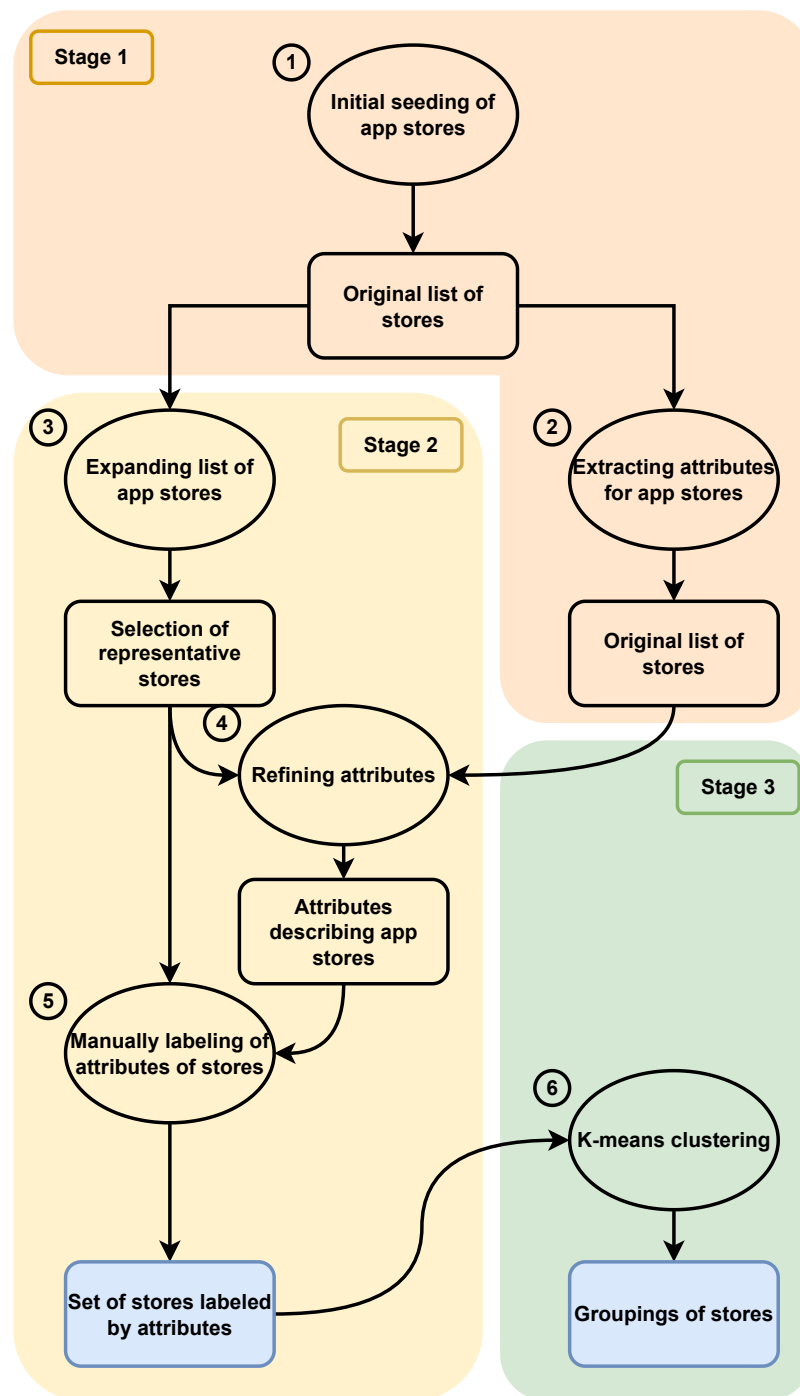 Stage 1
1
Initial seeding of
app stores
Original list of
stores
3
Expanding list of
app stores
Stage 2
2
Extracting attributes
for app stores
Selection of
representative
stores
Original list of
stores
4
Refining attributes
Stage 3
Attributes
describing app
stores
5
Manually labeling of
attributes of stores
6
K-means clustering
Set of stores labeled
by attributes
Groupings of stores